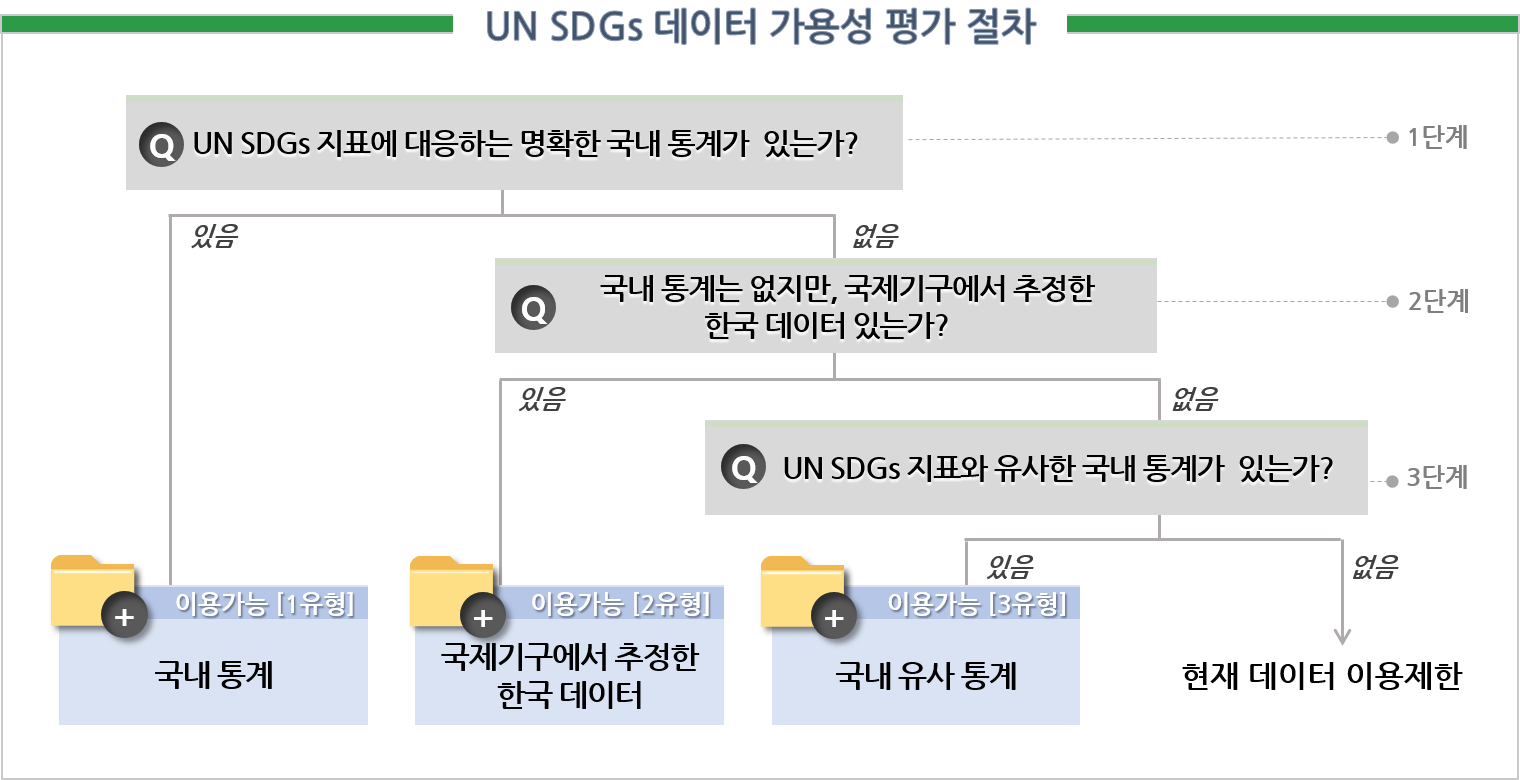 UN SDGs 데이터 가용성 평가 절차
Q UN SDGs 지표에 대응하는 명확한 국내 통계가 있는가?
1단계
있음
없음
Q 국내 통계는 없지만, 국제기구에서 추정한
한국 데이터 있는가?
2단계
있음
없음
Q UN SDGs 지표와 유사한 국내 통계가 있는가?
3단계
있음
없음
+ 이용가능 [1유형]
국내 통계
+ 이용가능 [2유형]
국제기구에서 추정한
한국 데이터
+ 이용가능 [3유형]
국내 유사 통계
현재 데이터 이용제한